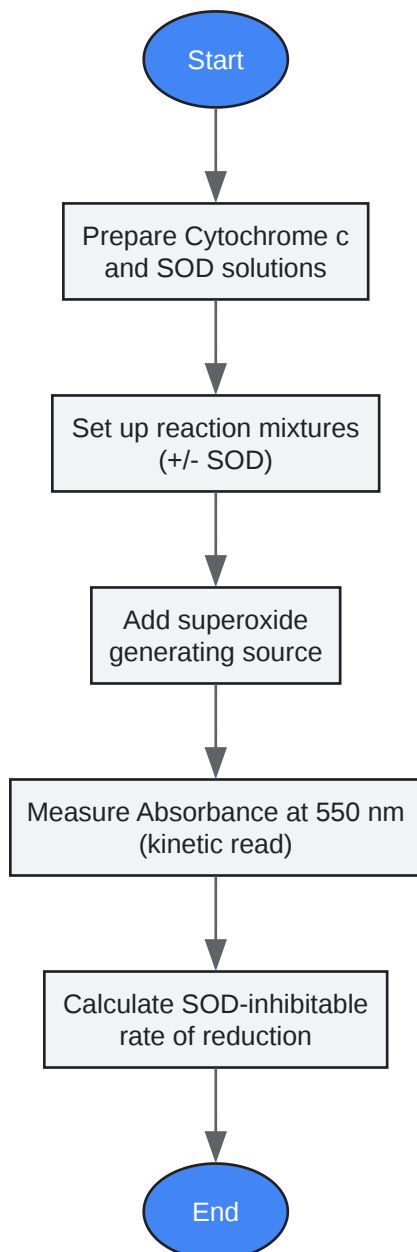 Start
Prepare Cytochrome c
and SOD solutions
Set up reaction mixtures
(+/- SOD)
Add superoxide
generating source
Measure Absorbance at 550 nm
(kinetic read)
Calculate SOD-inhibitable
rate of reduction
End